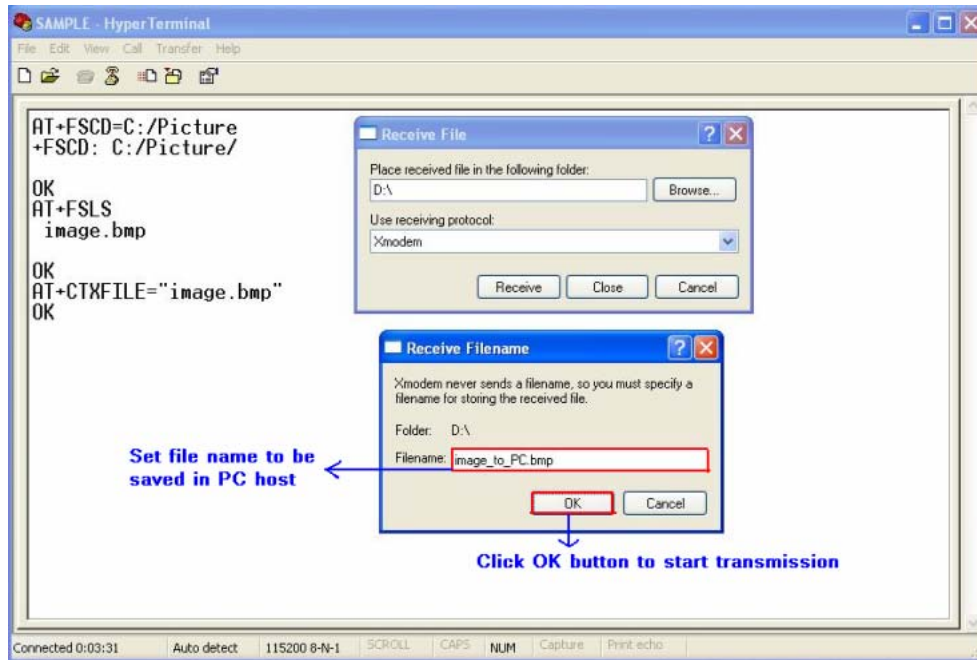 SAMPLE - HyperTerminal
File Edit View Call Transfer Help
AT+FSCD=C:/Picture
+FSCD: C:/Picture/
OK
AT+FSLS
image.bmp
OK
AT+CTXFILE="image.bmp"
OK
Receive File
Place received file in the following folder:
D:\
Browse...
Use receiving protocol:
Xmodem
Receive Close Cancel
Receive Filename
Xmodem never sends a filename, so you must specify a
filename for storing the received file.
Folder: D:\
Filename: image_to_PC.bmp
OK Cancel
Set file name to be
saved in PC host
Click OK button to start transmission
Connected 0:03:31 Auto detect 115200 8-N-1 SCROLL CAPS NUM Capture Print echo